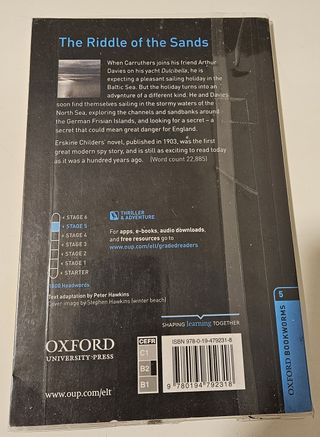 The Riddle of the Sands
When Carruthers joins his friend Arthur
Davies on his yacht Dulcibella, he is
expecting a pleasant sailing holiday in the
Baltic Sea. But the holiday turns into an
adventure of a different kind. He and Davies
soon find themselves sailing in the stormy waters of the
North Sea, exploring the channels and sandbanks around
the German Frisian Islands, and looking for a secret – a
secret that could mean great danger for England.
Erskine Childers' novel, published in 1903, was the first
great modern spy story, and is still as exciting to read today
as it was a hundred years ago. [Word count 22,885]
STAGE 6
STAGE 5
STAGE 4
STAGE 3
STAGE 2
STAGE 1
STARTER
1800 Headwords
THRILLER
& ADVENTURE
For apps, e-books, audio downloads,
and free resources go to
www.oup.com/elt/gradedreaders
Text adaptation by Peter Hawkins
Cover image by Stephen Hawkins (winter beach)
SHAPING learning TOGETHER
5
OXFORD BOOKWORMS
OXFORD
UNIVERSITY PRESS
www.oup.com/elt
CEFR
C1
B2
B1
ISBN 978-0-19-479231-8
9 780194 792318